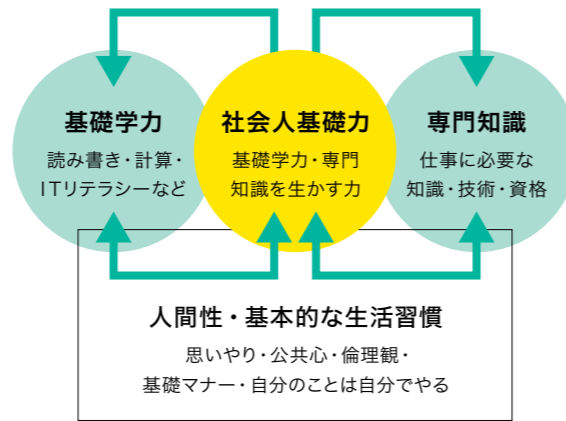 基礎学力
読み書き・計算・
ITリテラシーなど
社会人基礎力
基礎学力・専門
知識を生かす力
専門知識
仕事に必要な
知識・技術・資格
人間性・基本的な生活習慣
思いやり・公共心・倫理観・
基礎マナー・自分のことは自分でやる